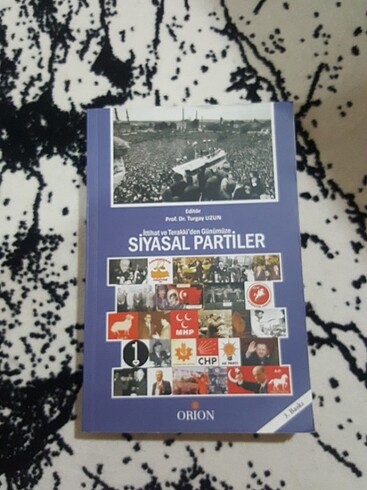 Editör
Prof. Dr. Turgay UZUN
İttihat ve Terakki'den Günümüze
SİYASAL PARTİLER
MHP
CHP
ORION
3. Baskı